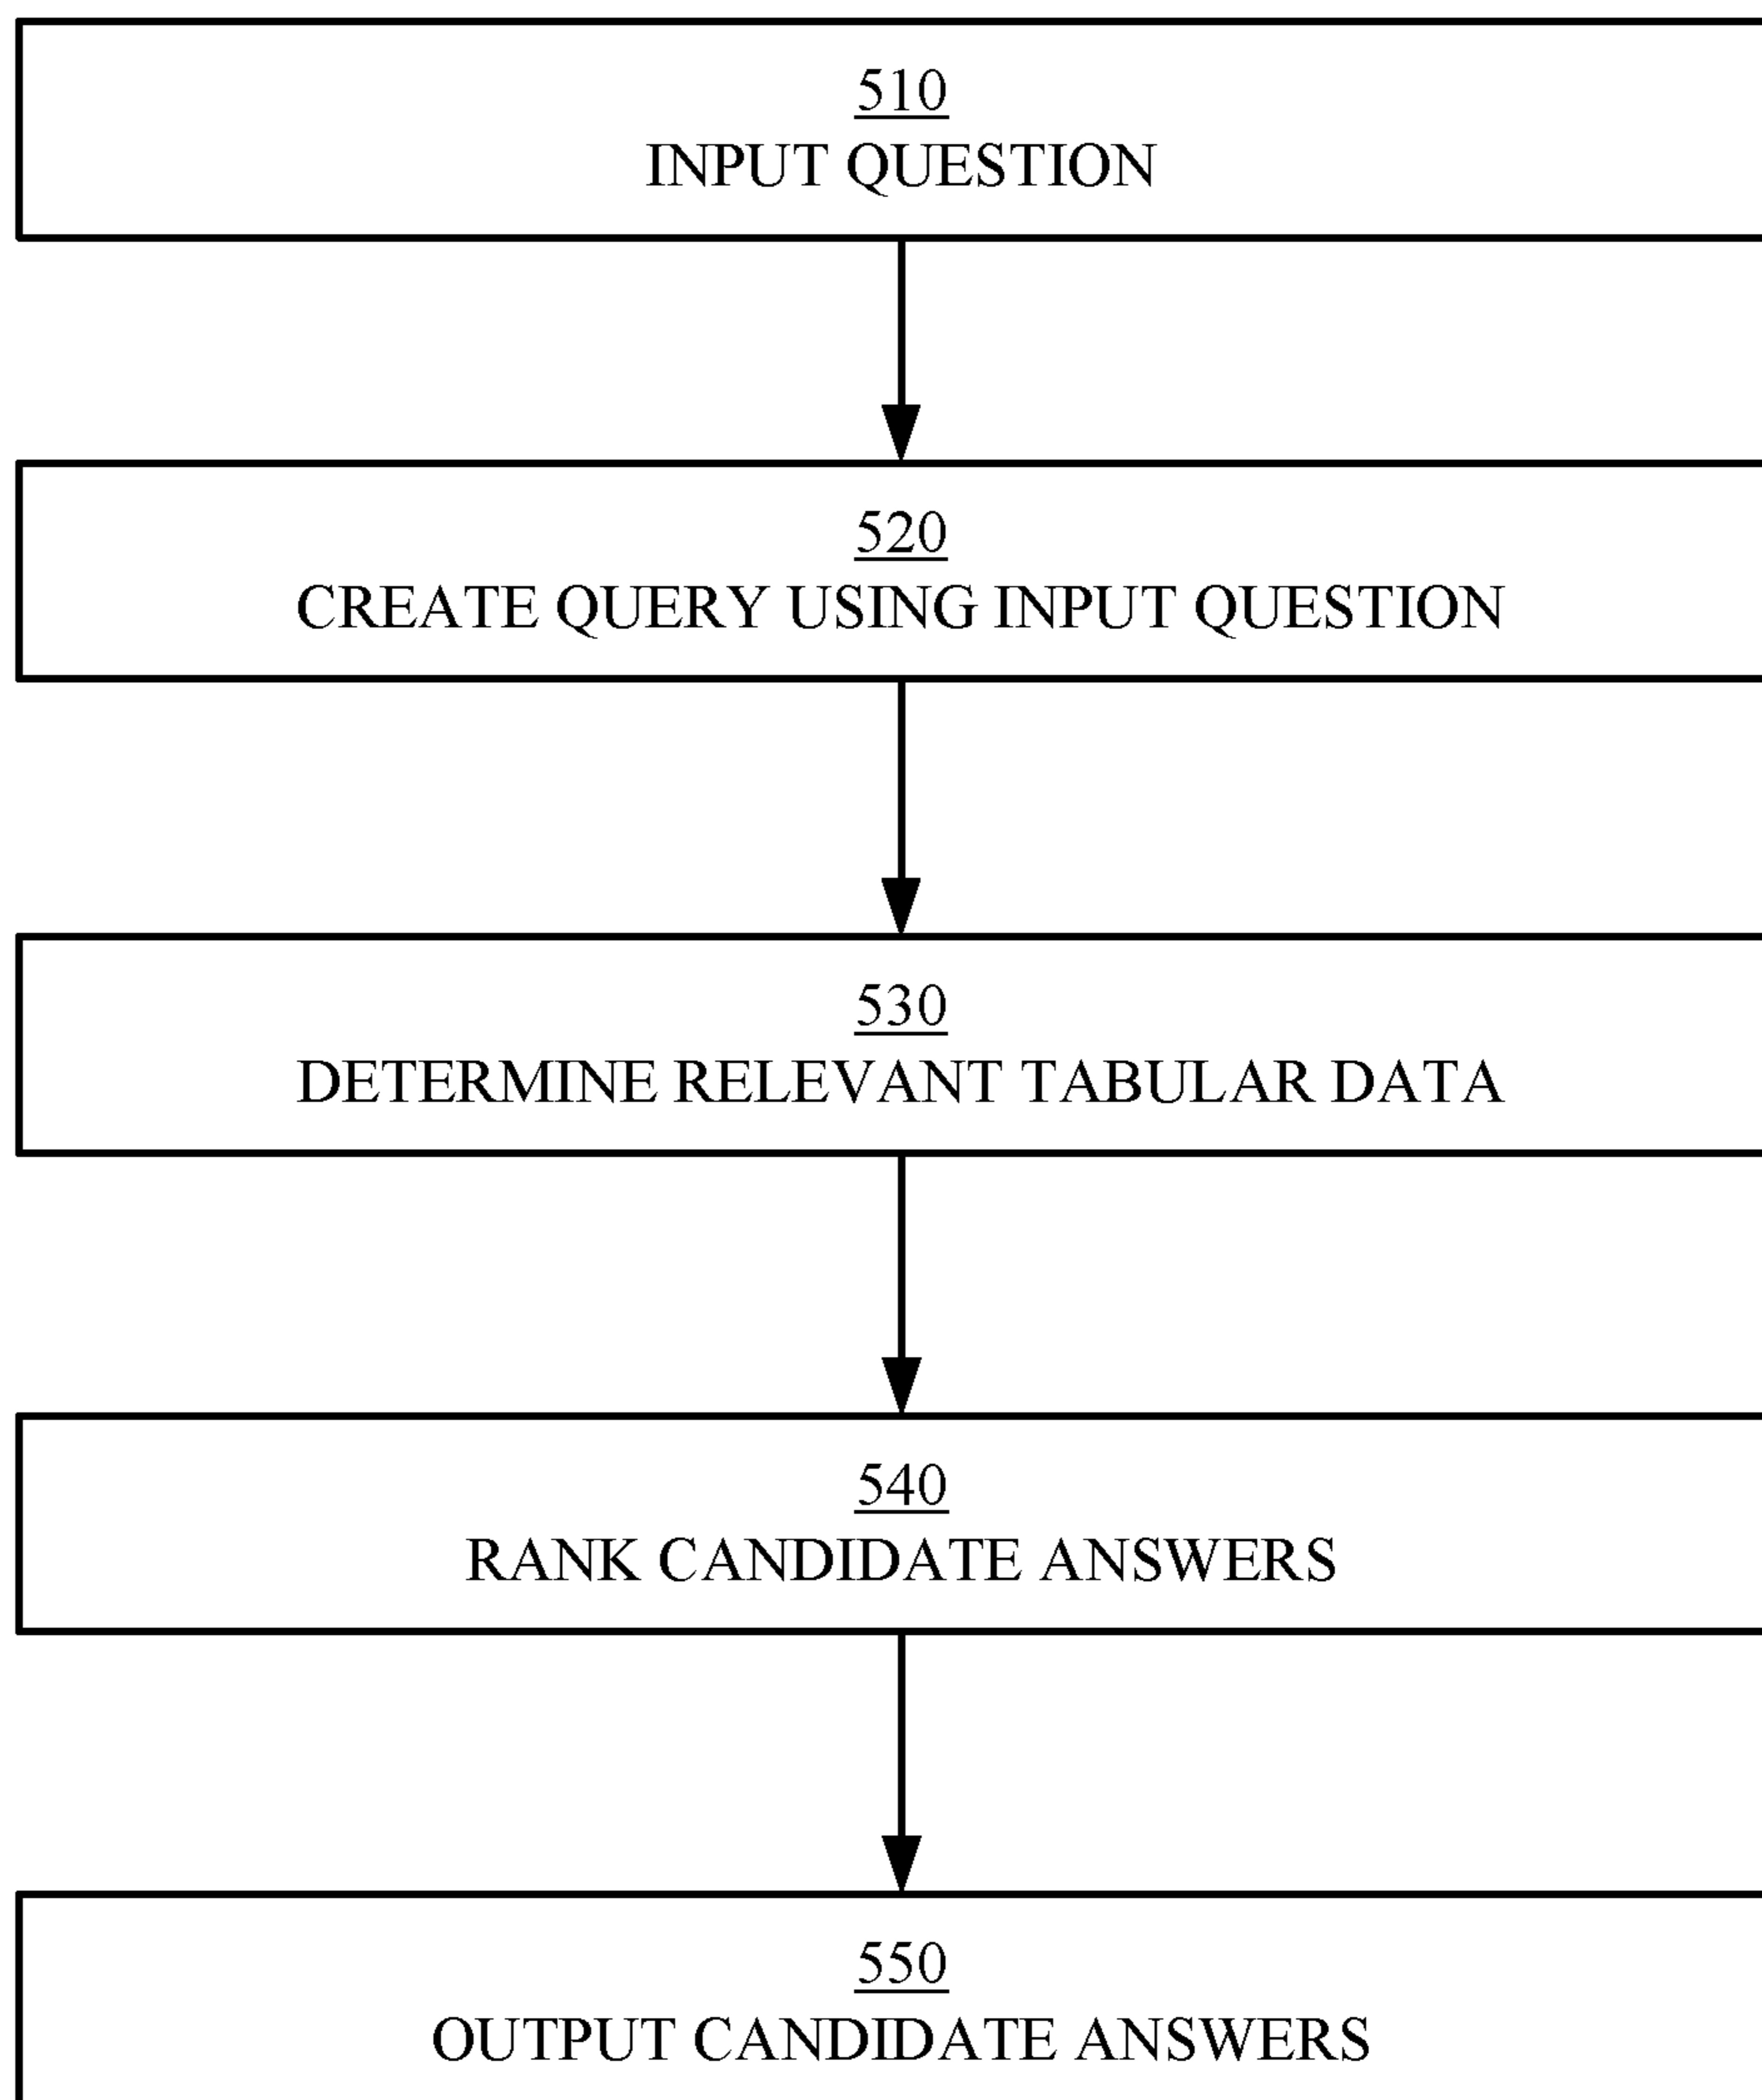 510
INPUT QUESTION
520
CREATE QUERY USING INPUT QUESTION
530
DETERMINE RELEVANT TABULAR DATA
540
RANK CANDIDATE ANSWERS
550
OUTPUT CANDIDATE ANSWERS